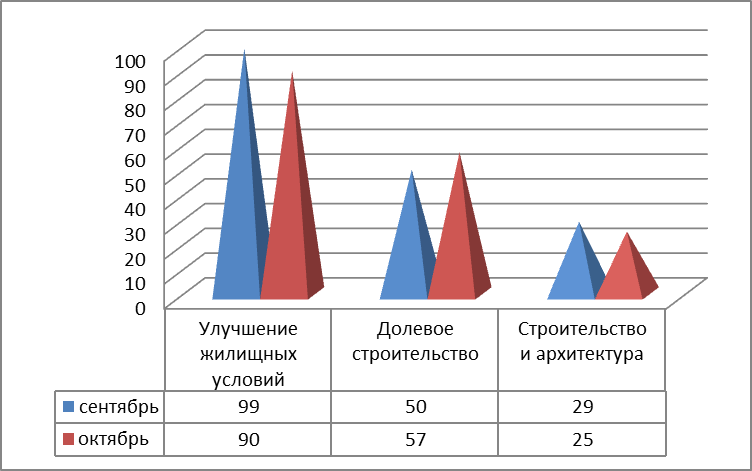 100
90
80
70
60
50
40
30
20
10
0
Улучшение
жилищных
условий
Долевое
строительство
Строительство
и архитектура
сентябрь 99 50 29
октябрь 90 57 25